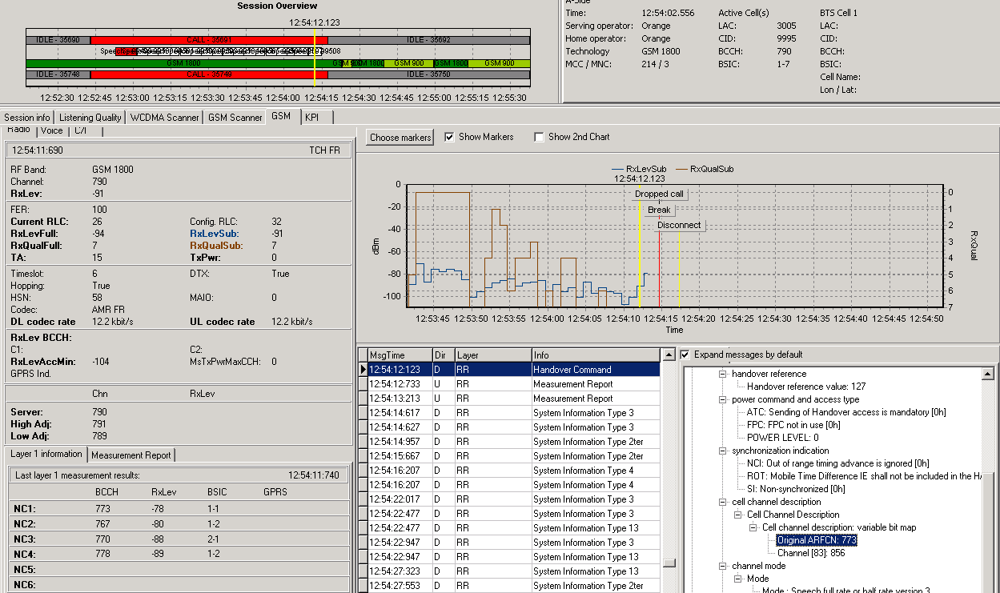 Session Overview
12:54:12.123
IDLE - 35690 CALL - 35691 IDLE - 35692
GSM 1800 GSM 1800 GSM 900 GSM 1800 GSM 900
IDLE - 35748 CALL - 35749 IDLE - 35750
12:52:30 12:52:45 12:53:00 12:53:15 12:53:30 12:53:45 12:54:00 12:54:15 12:54:30 12:54:45 12:55:00 12:55:15 12:55:30
A-Side
Time: 12:54:02.556 Active Cell(s) BTS Cell 1
Serving operator: Orange LAC: 3005 LAC:
Home operator: Orange CID: 9995 CID:
Technology GSM 1800 BCCH: 790 BCCH:
MCC / MNC: 214 / 3 BSIC: 1-7 BSIC:
Cell Name:
Lon / Lat:
Session info Listening Quality WCDMA Scanner GSM Scanner GSM KPI
Radio Voice C/I
12:54:11:690 TCH FR
RF Band: GSM 1800
Channel: 790
RxLev: -91
FER: 100
Current RLC: 26 Config. RLC: 32
RxLevFull: -94 RxLevSub: -91
RxQualFull: 7 RxQualSub: 7
TA: 15 TxPwr: 0
Timeslot: 6 DTX: True
Hopping: True
HSN: 58 MAIO: 0
Codec: AMR FR
DL codec rate 12.2 kbit/s UL codec rate 12.2 kbit/s
RxLev BCCH:
C1: C2:
RxLevAccMin: -104 MsTxPwrMaxCCH: 0
GPRS Ind.
Chn RxLev
Server: 790
High Adj: 791
Low Adj: 789
Layer 1 information Measurement Report
Last layer 1 measurement results: 12:54:11:740
BCCH RxLev BSIC GPRS
NC1: 773 -78 1-1
NC2: 767 -80 1-2
NC3: 770 -88 2-1
NC4: 778 -89 1-2
NC5:
NC6:
Choose markers Show Markers Show 2nd Chart
RxLevSub RxQualSub
12:54:12.123
Dropped call
Break
Disconnect
0
-20
-40
-60
-80
-100
dBm
0
1
2
3
4
5
6
7
RxQual
12:53:45 12:53:50 12:53:55 12:54:00 12:54:05 12:54:10 12:54:15 12:54:20 12:54:25 12:54:30 12:54:35 12:54:40 12:54:45 12:54:50
Time
MsgTime Dir Layer Info
12:54:12:123 D RR Handover Command
12:54:12:733 U RR Measurement Report
12:54:13:213 U RR Measurement Report
12:54:14:617 D RR System Information Type 3
12:54:14:627 D RR System Information Type 3
12:54:14:957 D RR System Information Type 2ter
12:54:15:667 D RR System Information Type 2ter
12:54:16:207 D RR System Information Type 4
12:54:16:207 D RR System Information Type 4
12:54:22:017 D RR System Information Type 3
12:54:22:477 D RR System Information Type 3
12:54:22:477 D RR System Information Type 13
12:54:22:947 D RR System Information Type 3
12:54:22:947 D RR System Information Type 13
12:54:27:323 D RR System Information Type 13
12:54:27:553 D RR System Information Type 2ter
Expand messages by default
handover reference
Handover reference value: 127
power command and access type
ATC: Sending of Handover access is mandatory [0h]
FPC: FPC not in use [0h]
POWER LEVEL: 0
synchronization indication
NCI: Out of range timing advance is ignored [0h]
ROT: Mobile Time Difference IE shall not be included in the HA
SI: Non-synchronized [0h]
cell channel description
Cell Channel Description
Cell channel description: variable bit map
Original ARFCN: 773
Channel [83]: 856
channel mode
Mode
Mode : Speech full rate or half rate version 3